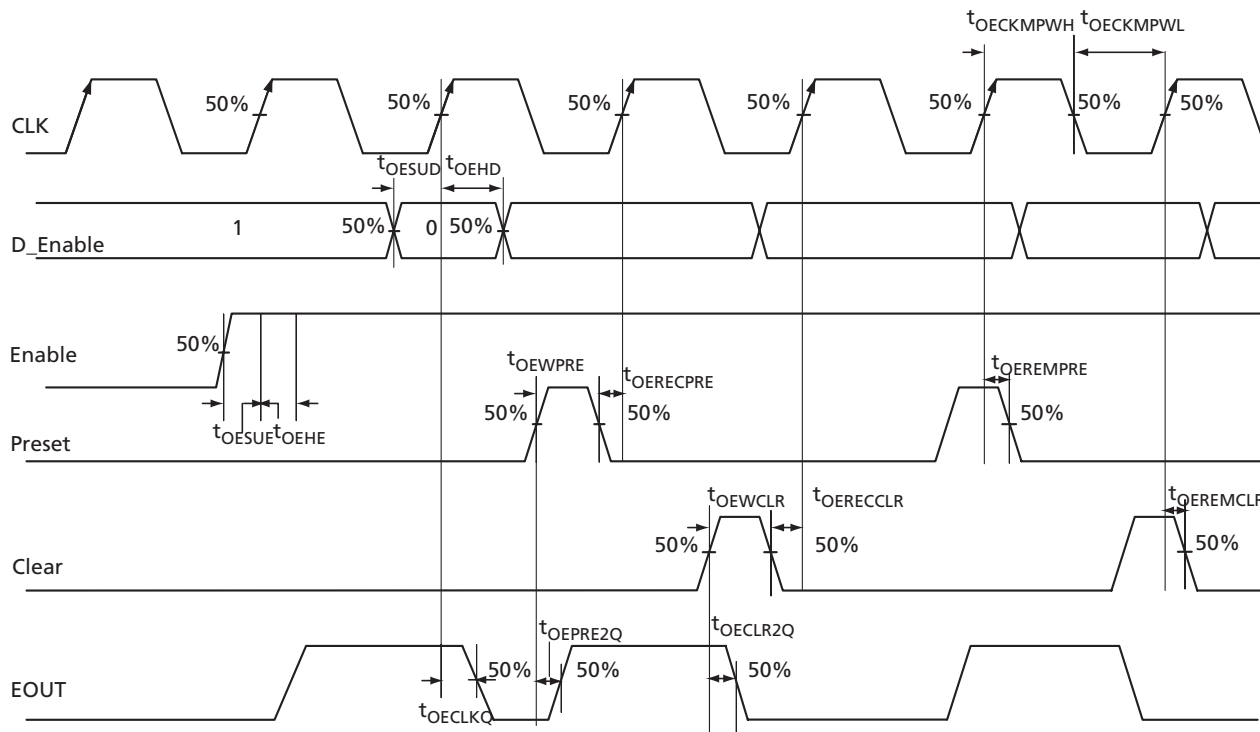 tOECKMPWH tOECKMPWL
50% 50% 50% 50% 50% 50% 50%
CLK
tOESUD tOEHD
1 50% 0 50%
D_Enable
50%
Enable
tOEWPRE tOERECPRE tOEREMPRE
50% 50% 50%
tOESUE tOEHE
Preset
tOEWCLR tOERECCLR tOEREMCLR
50% 50% 50%
Clear
tOEPRE2Q tOECLR2Q
50% 50% 50%
EOUT
tOECLKQ